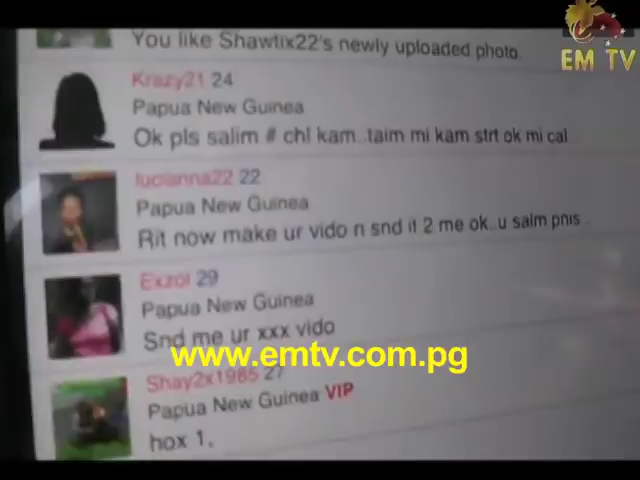 EM TV
You like Shawtix22's newly uploaded photo.
Krazy21 24
Papua New Guinea
Ok pls salim # chl kam..taim mi kam strt ok mi cal
lucianna22 22
Papua New Guinea
Rit now make ur vido n snd it 2 me ok..u salm pnis
Exzol 29
Papua New Guinea
Snd me ur xxx vido
www.emtv.com.pg
Shay2x1985 27
Papua New Guinea VIP
hox 1,